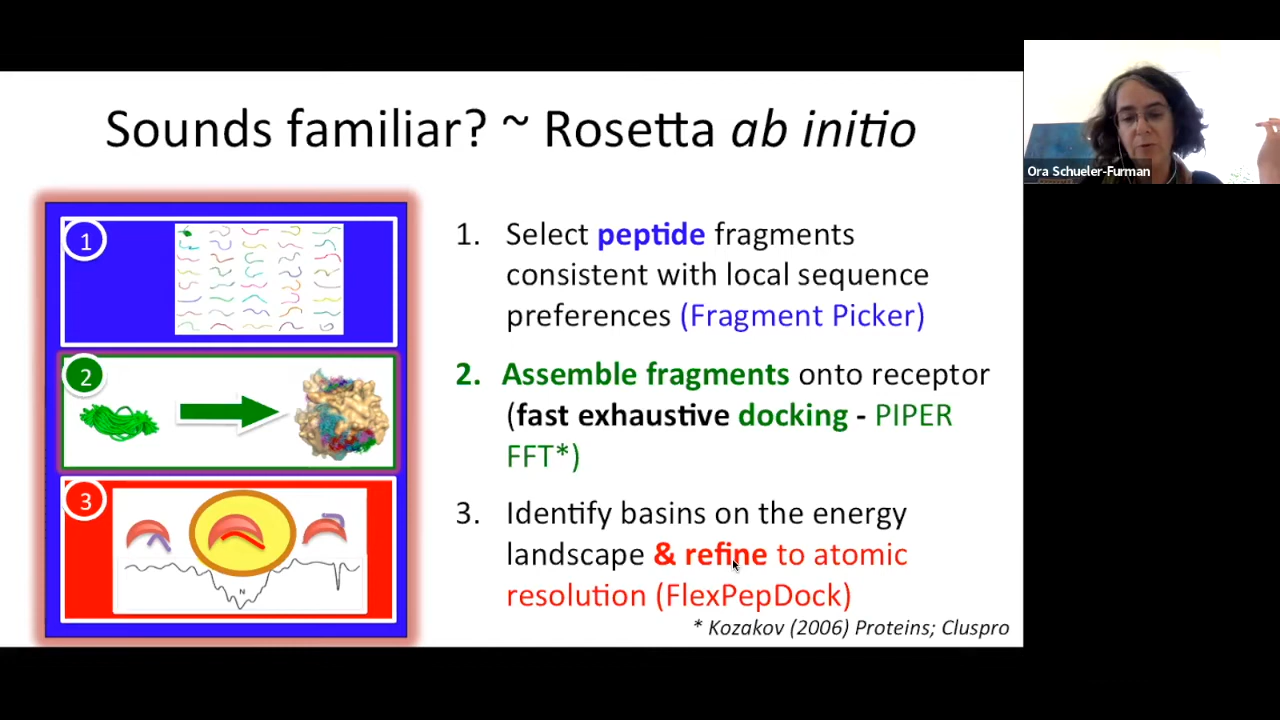 Sounds familiar? ~ Rosetta ab initio
Ora Schueler-Furman
1
2
3
N
1. Select peptide fragments
consistent with local sequence
preferences (Fragment Picker)
2. Assemble fragments onto receptor
(fast exhaustive docking - PIPER
FFT*)
3. Identify basins on the energy
landscape & refine to atomic
resolution (FlexPepDock)
* Kozakov (2006) Proteins; Cluspro